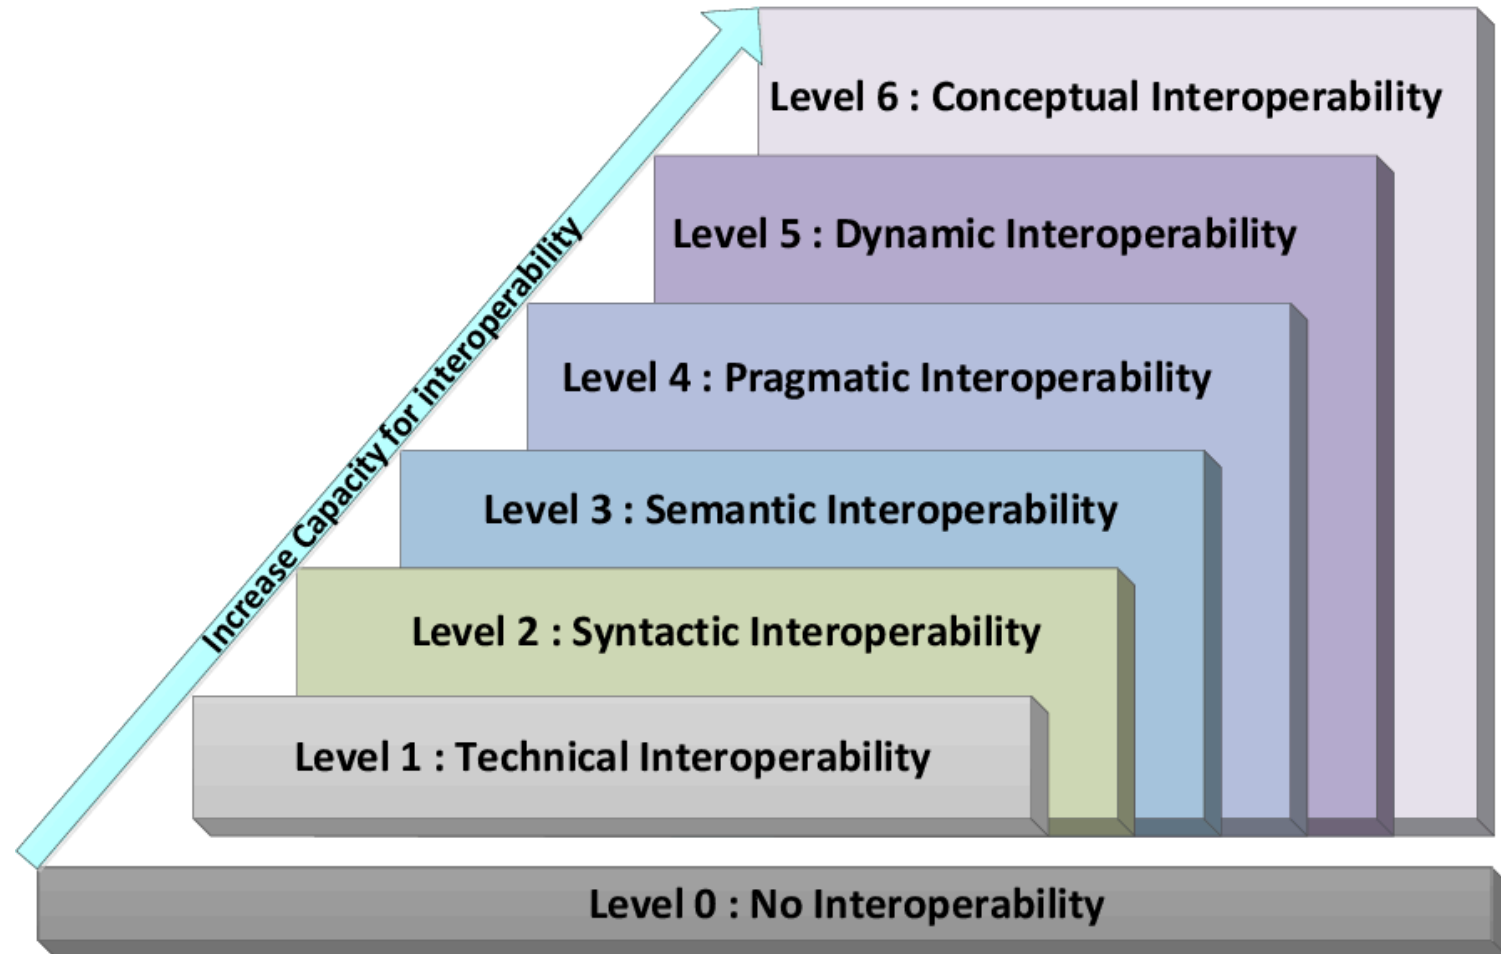 Level 6 : Conceptual Interoperability
Level 5 : Dynamic Interoperability
Level 4 : Pragmatic Interoperability
Level 3 : Semantic Interoperability
Level 2 : Syntactic Interoperability
Level 1 : Technical Interoperability
Level 0 : No Interoperability
Increase Capacity for interoperability